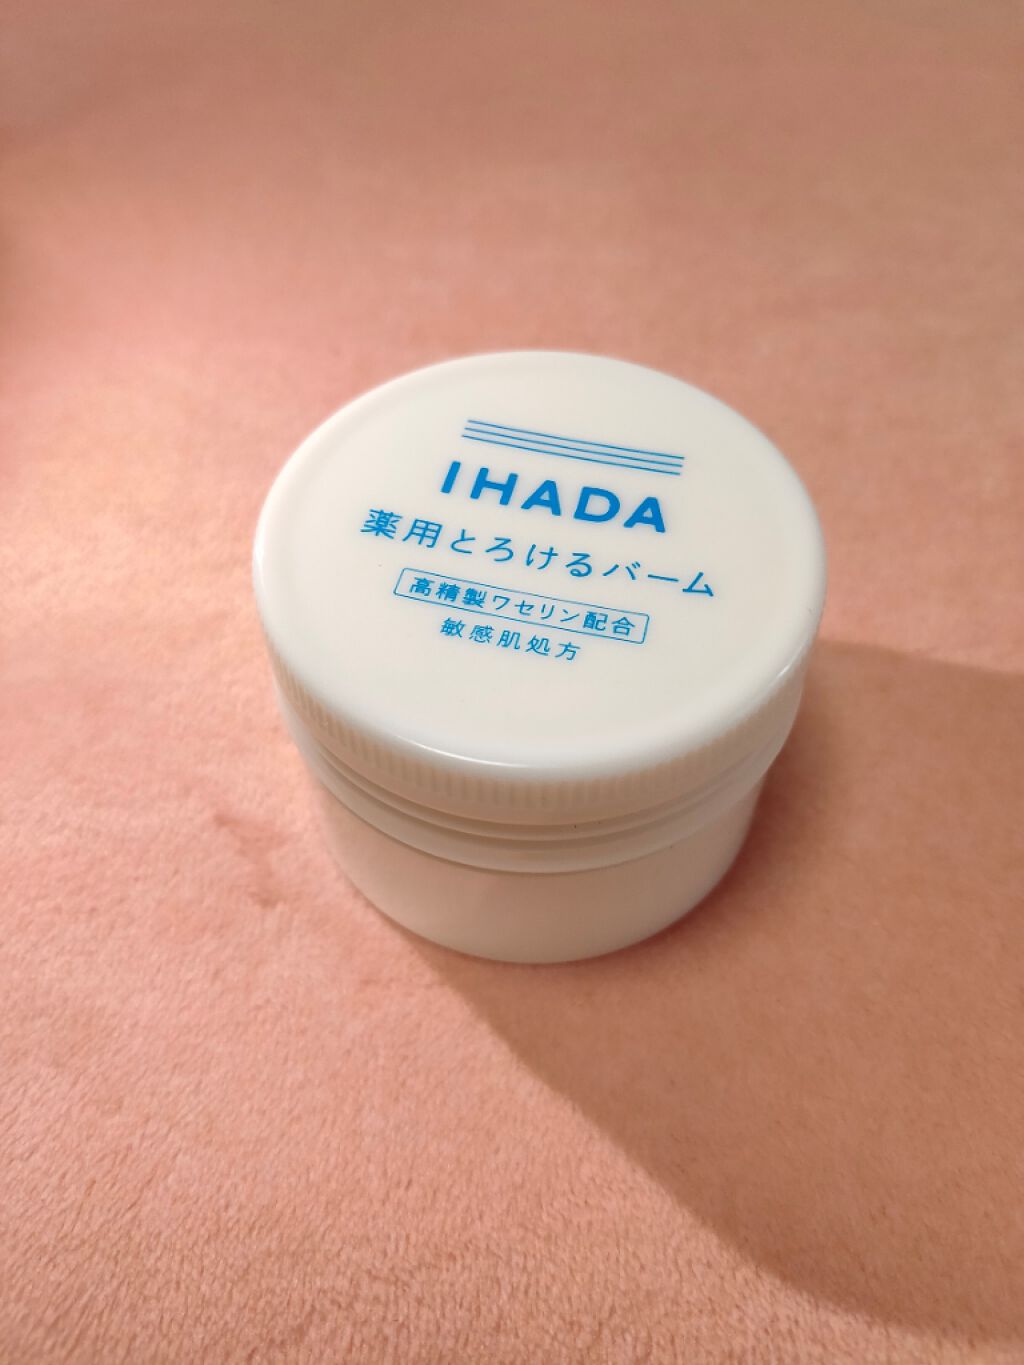 IHADA
薬用とろけるバーム
高精製ワセリン配合
敏感肌処方